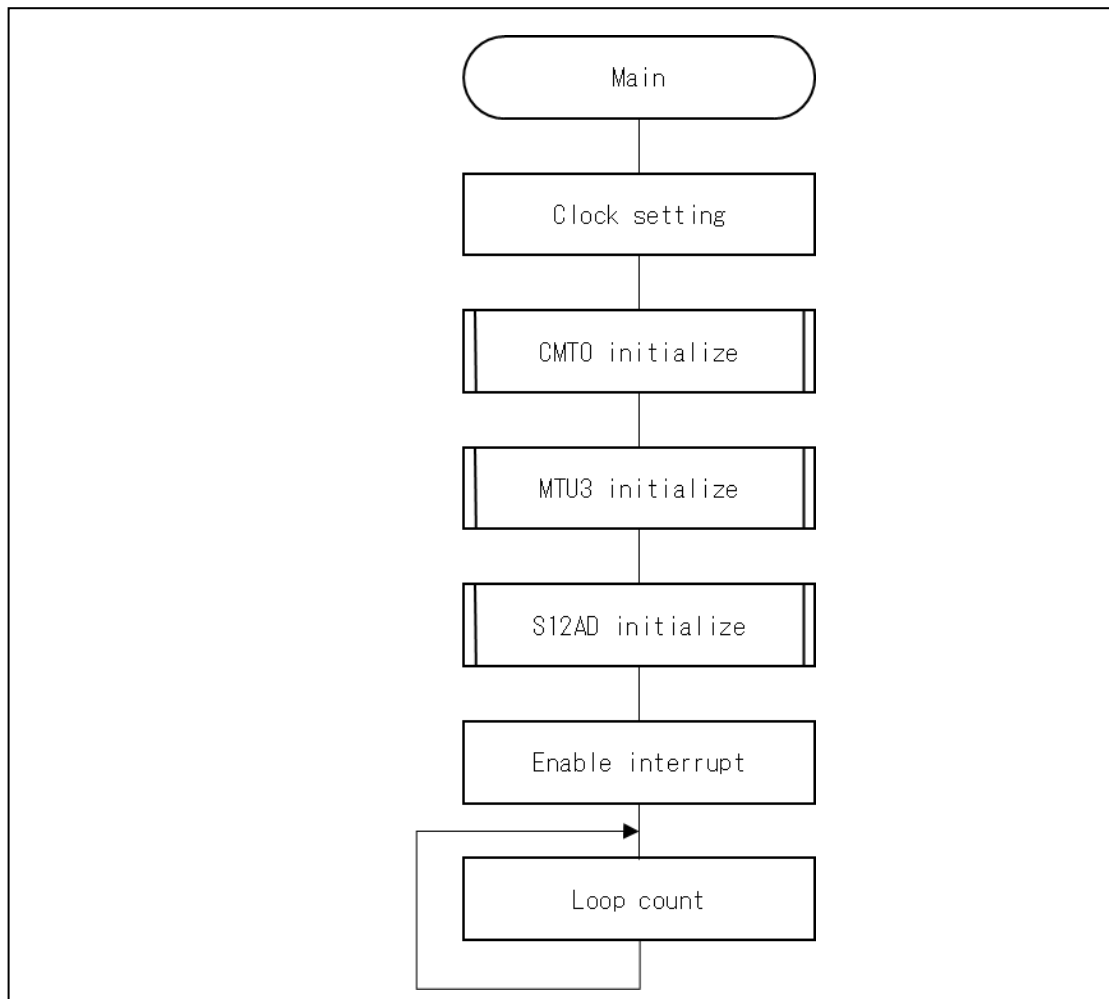 Main
Clock setting
CMT0 initialize
MTU3 initialize
S12AD initialize
Enable interrupt
Loop count